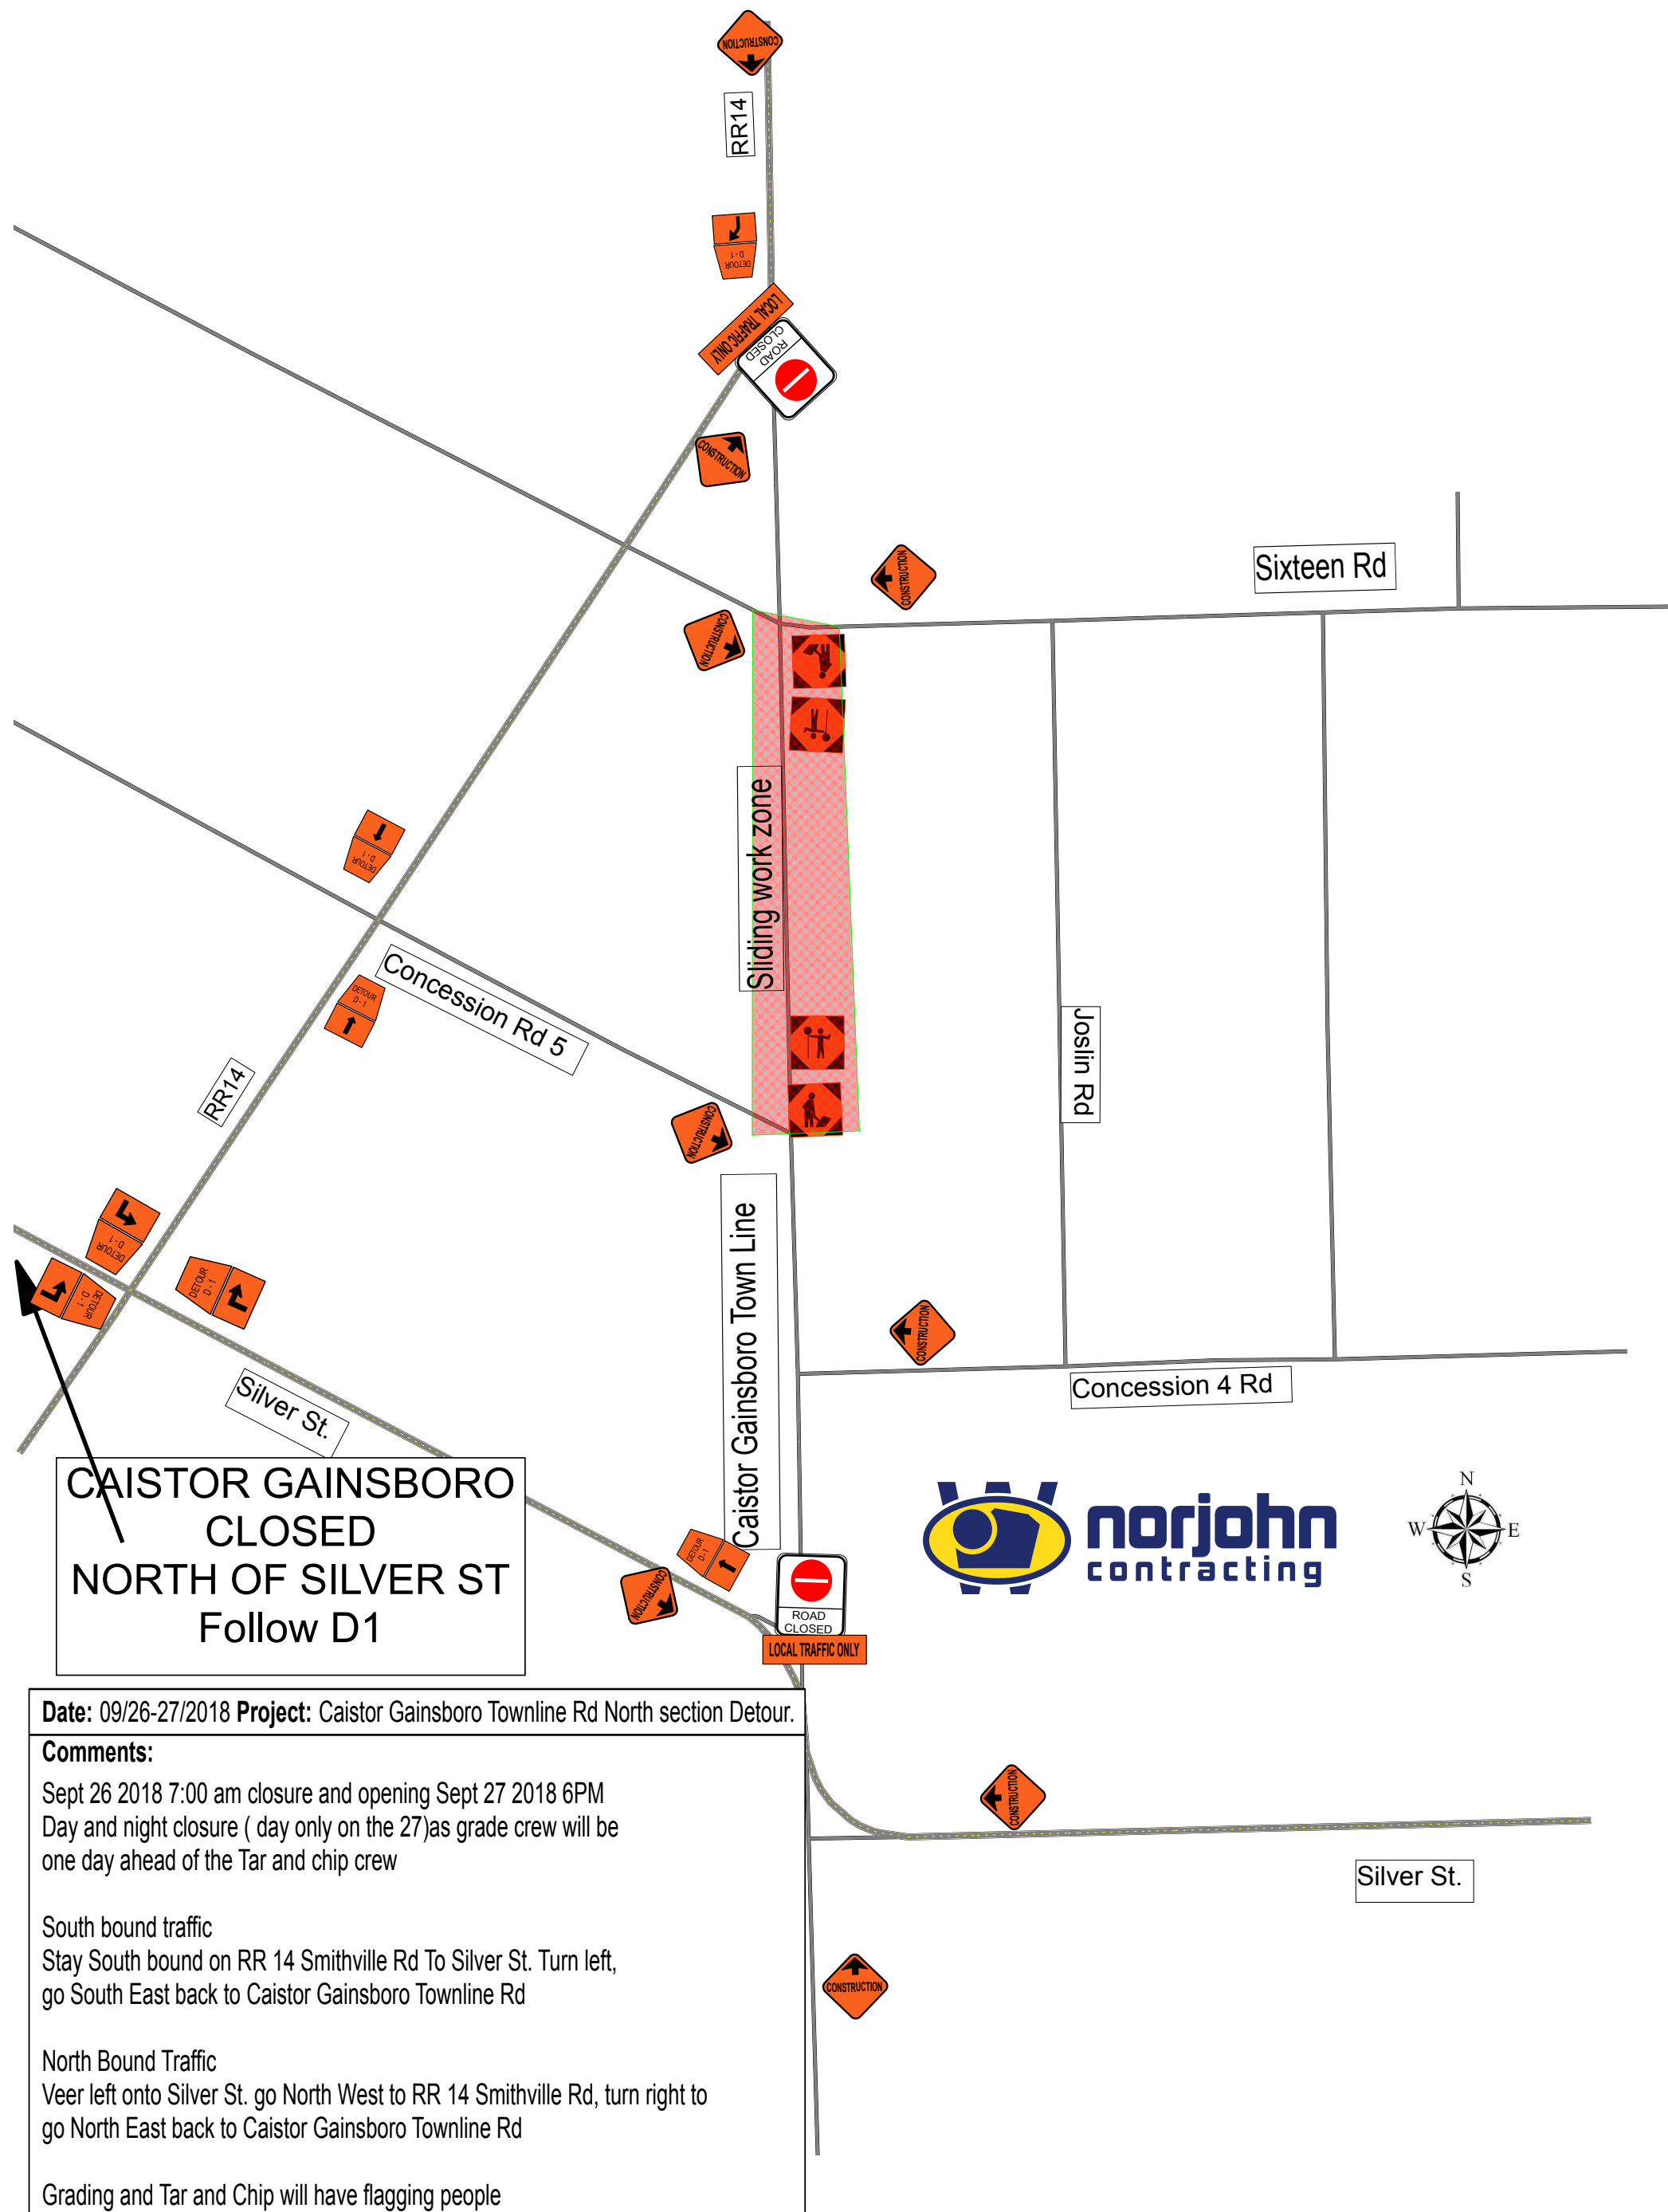 CONSTRUCTION
RR14
DETOUR
D-1
LOCAL TRAFFIC ONLY
ROAD
CLOSED
CONSTRUCTION
CONSTRUCTION
Sixteen Rd
CONSTRUCTION
Sliding work zone
DETOUR
D-1
Concession Rd 5
DETOUR
D-1
Joslin Rd
RR14
CONSTRUCTION
Caistor Gainsboro Town Line
DETOUR
D-1
DETOUR
D-1
DETOUR
D-1
CONSTRUCTION
Concession 4 Rd
Silver St.
CAISTOR GAINSBORO
CLOSED
NORTH OF SILVER ST
Follow D1
norjohn
contracting
N
W E
S
DETOUR
D-1
CONSTRUCTION
ROAD
CLOSED
LOCAL TRAFFIC ONLY
CONSTRUCTION
Silver St.
CONSTRUCTION
Date: 09/26-27/2018 Project: Caistor Gainsboro Townline Rd North section Detour.
Comments:
Sept 26 2018 7:00 am closure and opening Sept 27 2018 6PM
Day and night closure ( day only on the 27)as grade crew will be
one day ahead of the Tar and chip crew
South bound traffic
Stay South bound on RR 14 Smithville Rd To Silver St. Turn left,
go South East back to Caistor Gainsboro Townline Rd
North Bound Traffic
Veer left onto Silver St. go North West to RR 14 Smithville Rd, turn right to
go North East back to Caistor Gainsboro Townline Rd
Grading and Tar and Chip will have flagging people